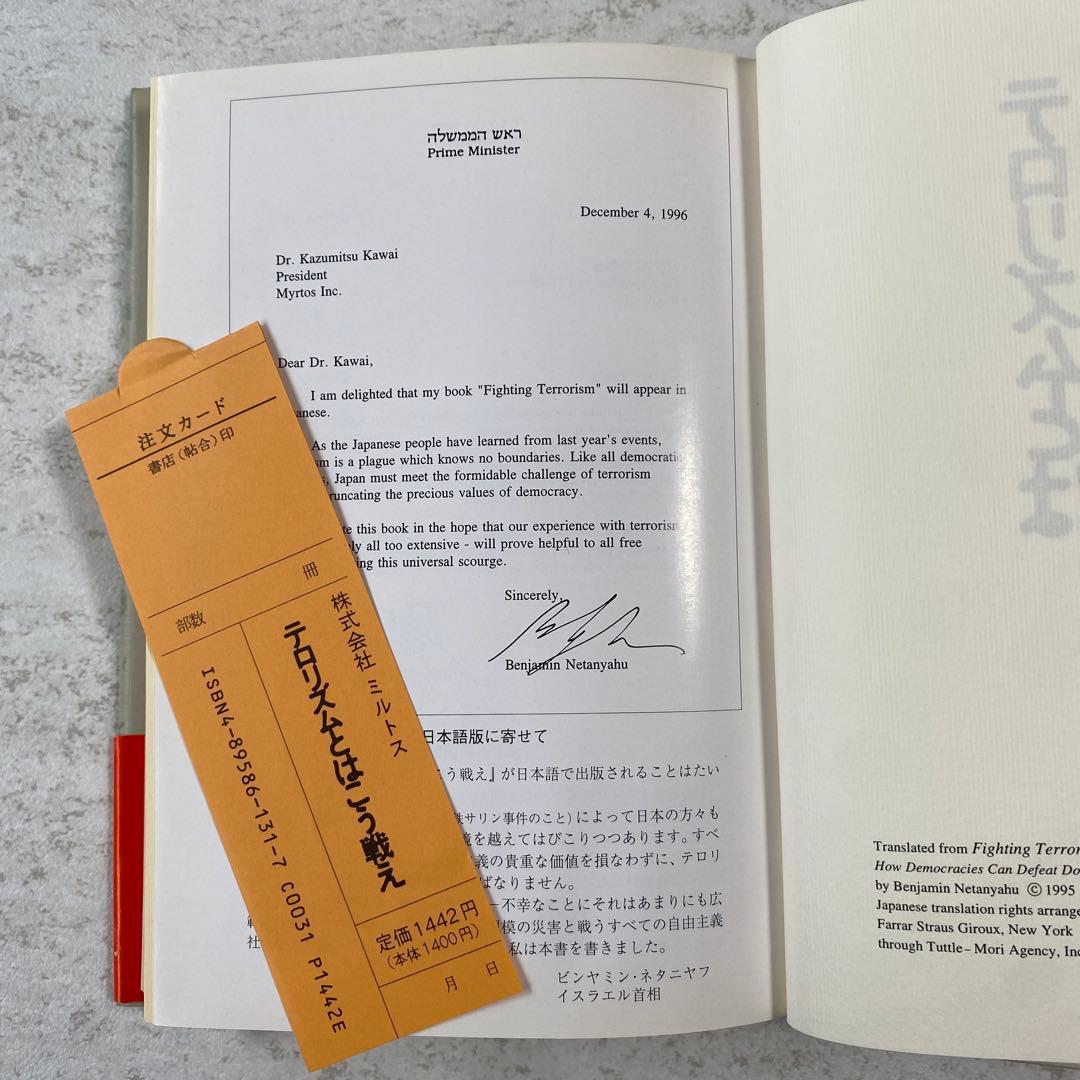 ראש הממשלה
Prime Minister
December 4, 1996
Dr. Kazumitsu Kawai
President
Myrtos Inc.
Dear Dr. Kawai,
I am delighted that my book "Fighting Terrorism" will appear in
anese.
As the Japanese people have learned from last year's events,
sm is a plague which knows no boundaries. Like all democratic
s, Japan must meet the formidable challenge of terrorism
runcating the precious values of democracy.
te this book in the hope that our experience with terrorism
ly all too extensive - will prove helpful to all free
ing this universal scourge.
Sincerely,
Benjamin Netanyahu
日本語版に寄せて
こう戦え』が日本語で出版されることはたい
鉄サリン事件のこと)によって日本の方々も
境を越えてはびこりつつあります。すべ
義の貴重な価値を損なわずに、テロリ
ばなりません。
―不幸なことにそれはあまりにも広
模の災害と戦うすべての自由主義
社
私は本書を書きました。
ビンヤミン・ネタニヤフ
イスラエル首相
注文カード
書店(帖合)印
冊
部数
株式会社 ミルトス
テロリズムとはこう戦え
ISBN4-89586-131-7 C0031 P1442E
定価1442円
(本体1400円)
月 日
テロリズムとは
Translated from Fighting Terror
How Democracies Can Defeat Do
by Benjamin Netanyahu © 1995
Japanese translation rights arrange
Farrar Straus Giroux, New York
through Tuttle-Mori Agency, Inc